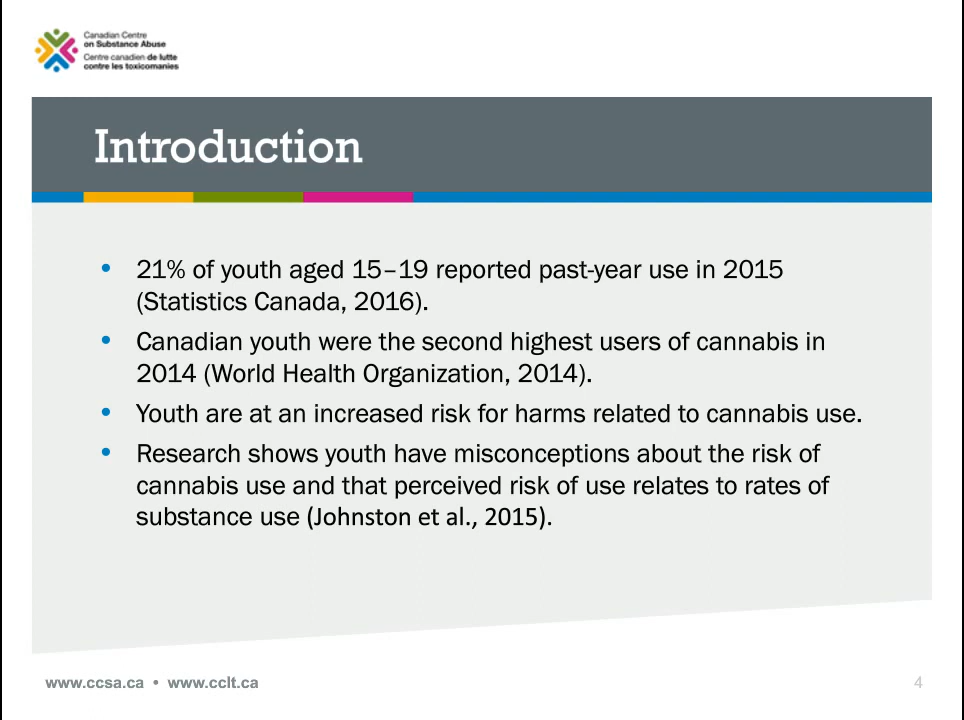 Canadian Centre
on Substance Abuse
Centre canadien de lutte
contre les toxicomanies
Introduction
• 21% of youth aged 15–19 reported past-year use in 2015
(Statistics Canada, 2016).
• Canadian youth were the second highest users of cannabis in
2014 (World Health Organization, 2014).
• Youth are at an increased risk for harms related to cannabis use.
• Research shows youth have misconceptions about the risk of
cannabis use and that perceived risk of use relates to rates of
substance use (Johnston et al., 2015).
www.ccsa.ca • www.cclt.ca
4